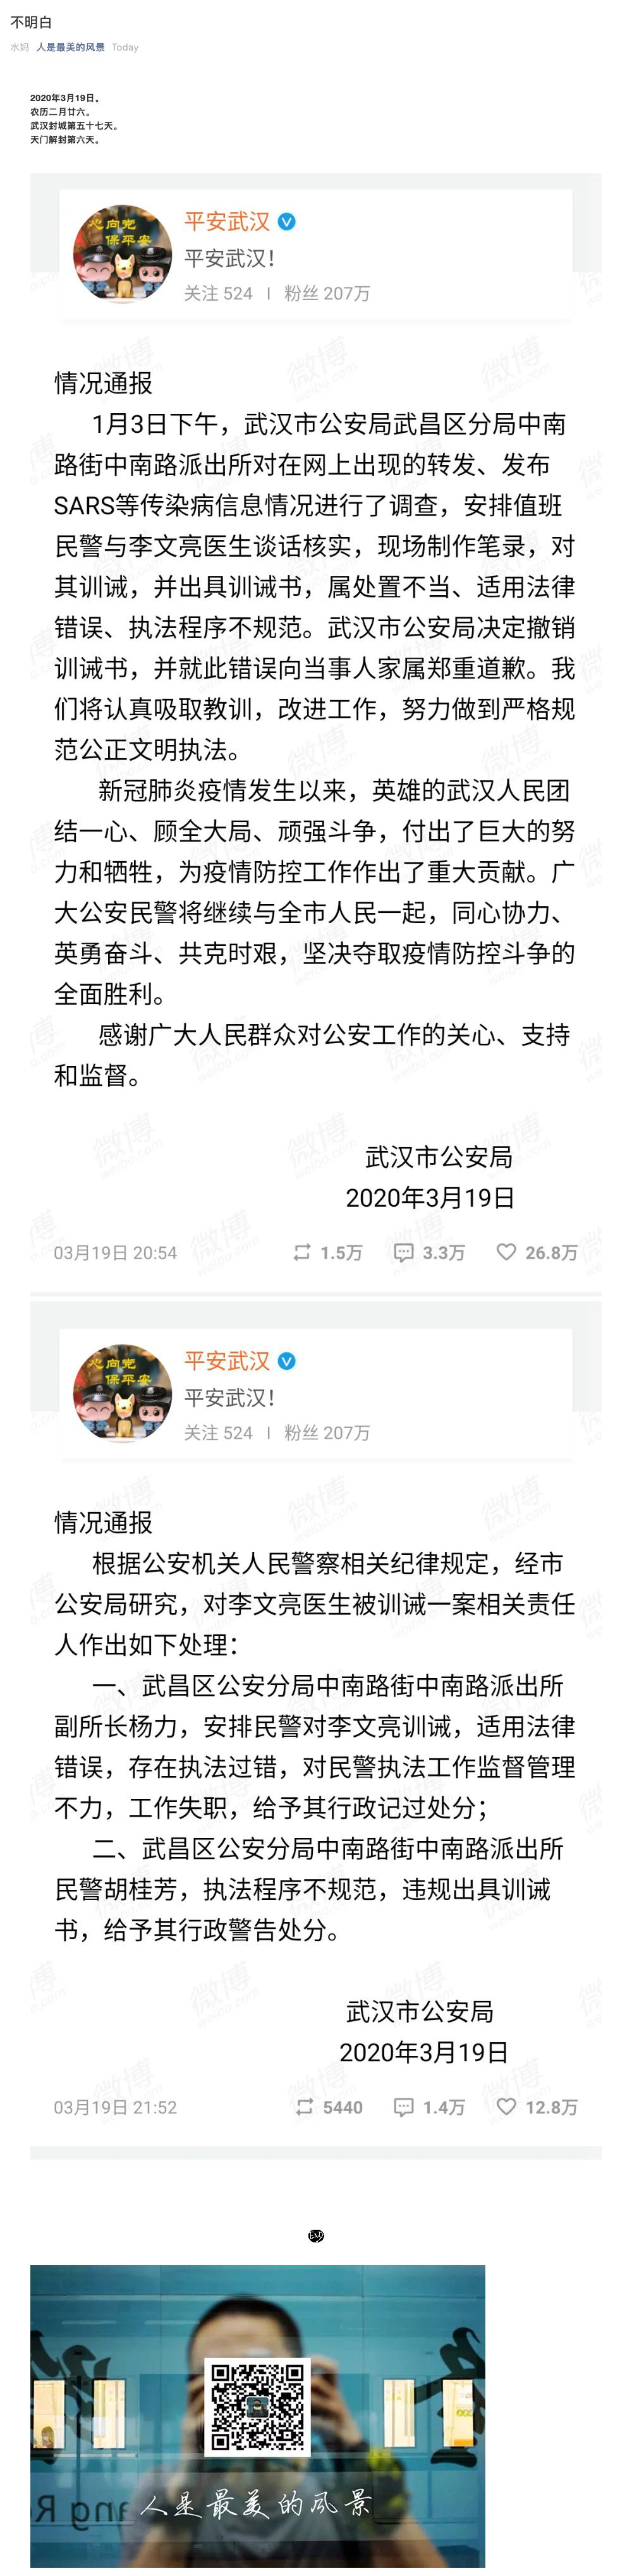 不明白
水妈 人是最美的风景 Today
2020年3月19日。
农历二月廿六。
武汉封城第五十七天。
天门解封第六天。
心向党
保平安
平安武汉
平安武汉！
关注 524 | 粉丝 207万
情况通报
1月3日下午，武汉市公安局武昌区分局中南
路街中南路派出所对在网上出现的转发、发布
SARS等传染病信息情况进行了调查，安排值班
民警与李文亮医生谈话核实，现场制作笔录，对
其训诫，并出具训诫书，属处置不当、适用法律
错误、执法程序不规范。武汉市公安局决定撤销
训诫书，并就此错误向当事人家属郑重道歉。我
们将认真吸取教训，改进工作，努力做到严格规
范公正文明执法。
新冠肺炎疫情发生以来，英雄的武汉人民团
结一心、顾全大局、顽强斗争，付出了巨大的努
力和牺牲，为疫情防控工作作出了重大贡献。广
大公安民警将继续与全市人民一起，同心协力、
英勇奋斗、共克时艰，坚决夺取疫情防控斗争的
全面胜利。
感谢广大人民群众对公安工作的关心、支持
和监督。
武汉市公安局
2020年3月19日
03月19日 20:54 1.5万 3.3万 26.8万
心向党
保平安
平安武汉
平安武汉！
关注 524 | 粉丝 207万
情况通报
根据公安机关人民警察相关纪律规定，经市
公安局研究，对李文亮医生被训诫一案相关责任
人作出如下处理：
一、武昌区公安分局中南路街中南路派出所
副所长杨力，安排民警对李文亮训诫，适用法律
错误，存在执法过错，对民警执法工作监督管理
不力，工作失职，给予其行政记过处分；
二、武昌区公安分局中南路街中南路派出所
民警胡桂芳，执法程序不规范，违规出具训诫
书，给予其行政警告处分。
武汉市公安局
2020年3月19日
03月19日 21:52 5440 1.4万 12.8万
END
人是最美的风景